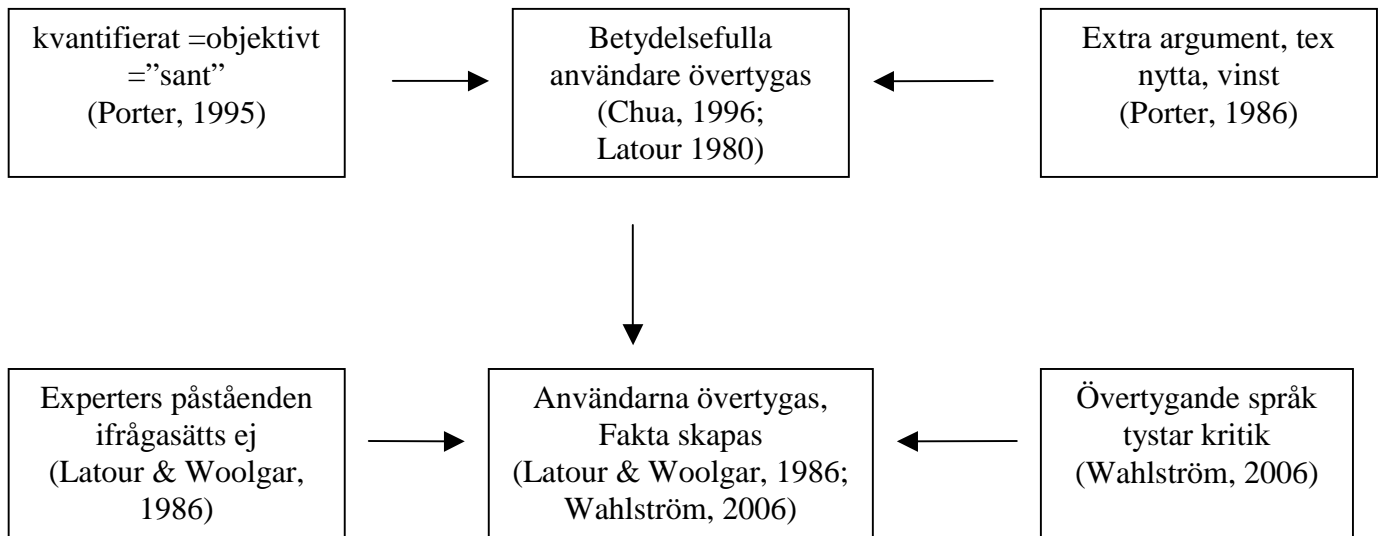 kvantifierat =objektivt
=”sant”
(Porter, 1995)
Betydelsefulla
användare övertygas
(Chua, 1996;
Latour 1980)
Extra argument, tex
nytta, vinst
(Porter, 1986)
Experters påståenden
ifrågasätts ej
(Latour & Woolgar,
1986)
Användarna övertygas,
Fakta skapas
(Latour & Woolgar, 1986;
Wahlström, 2006)
Övertygande språk
tystar kritik
(Wahlström, 2006)